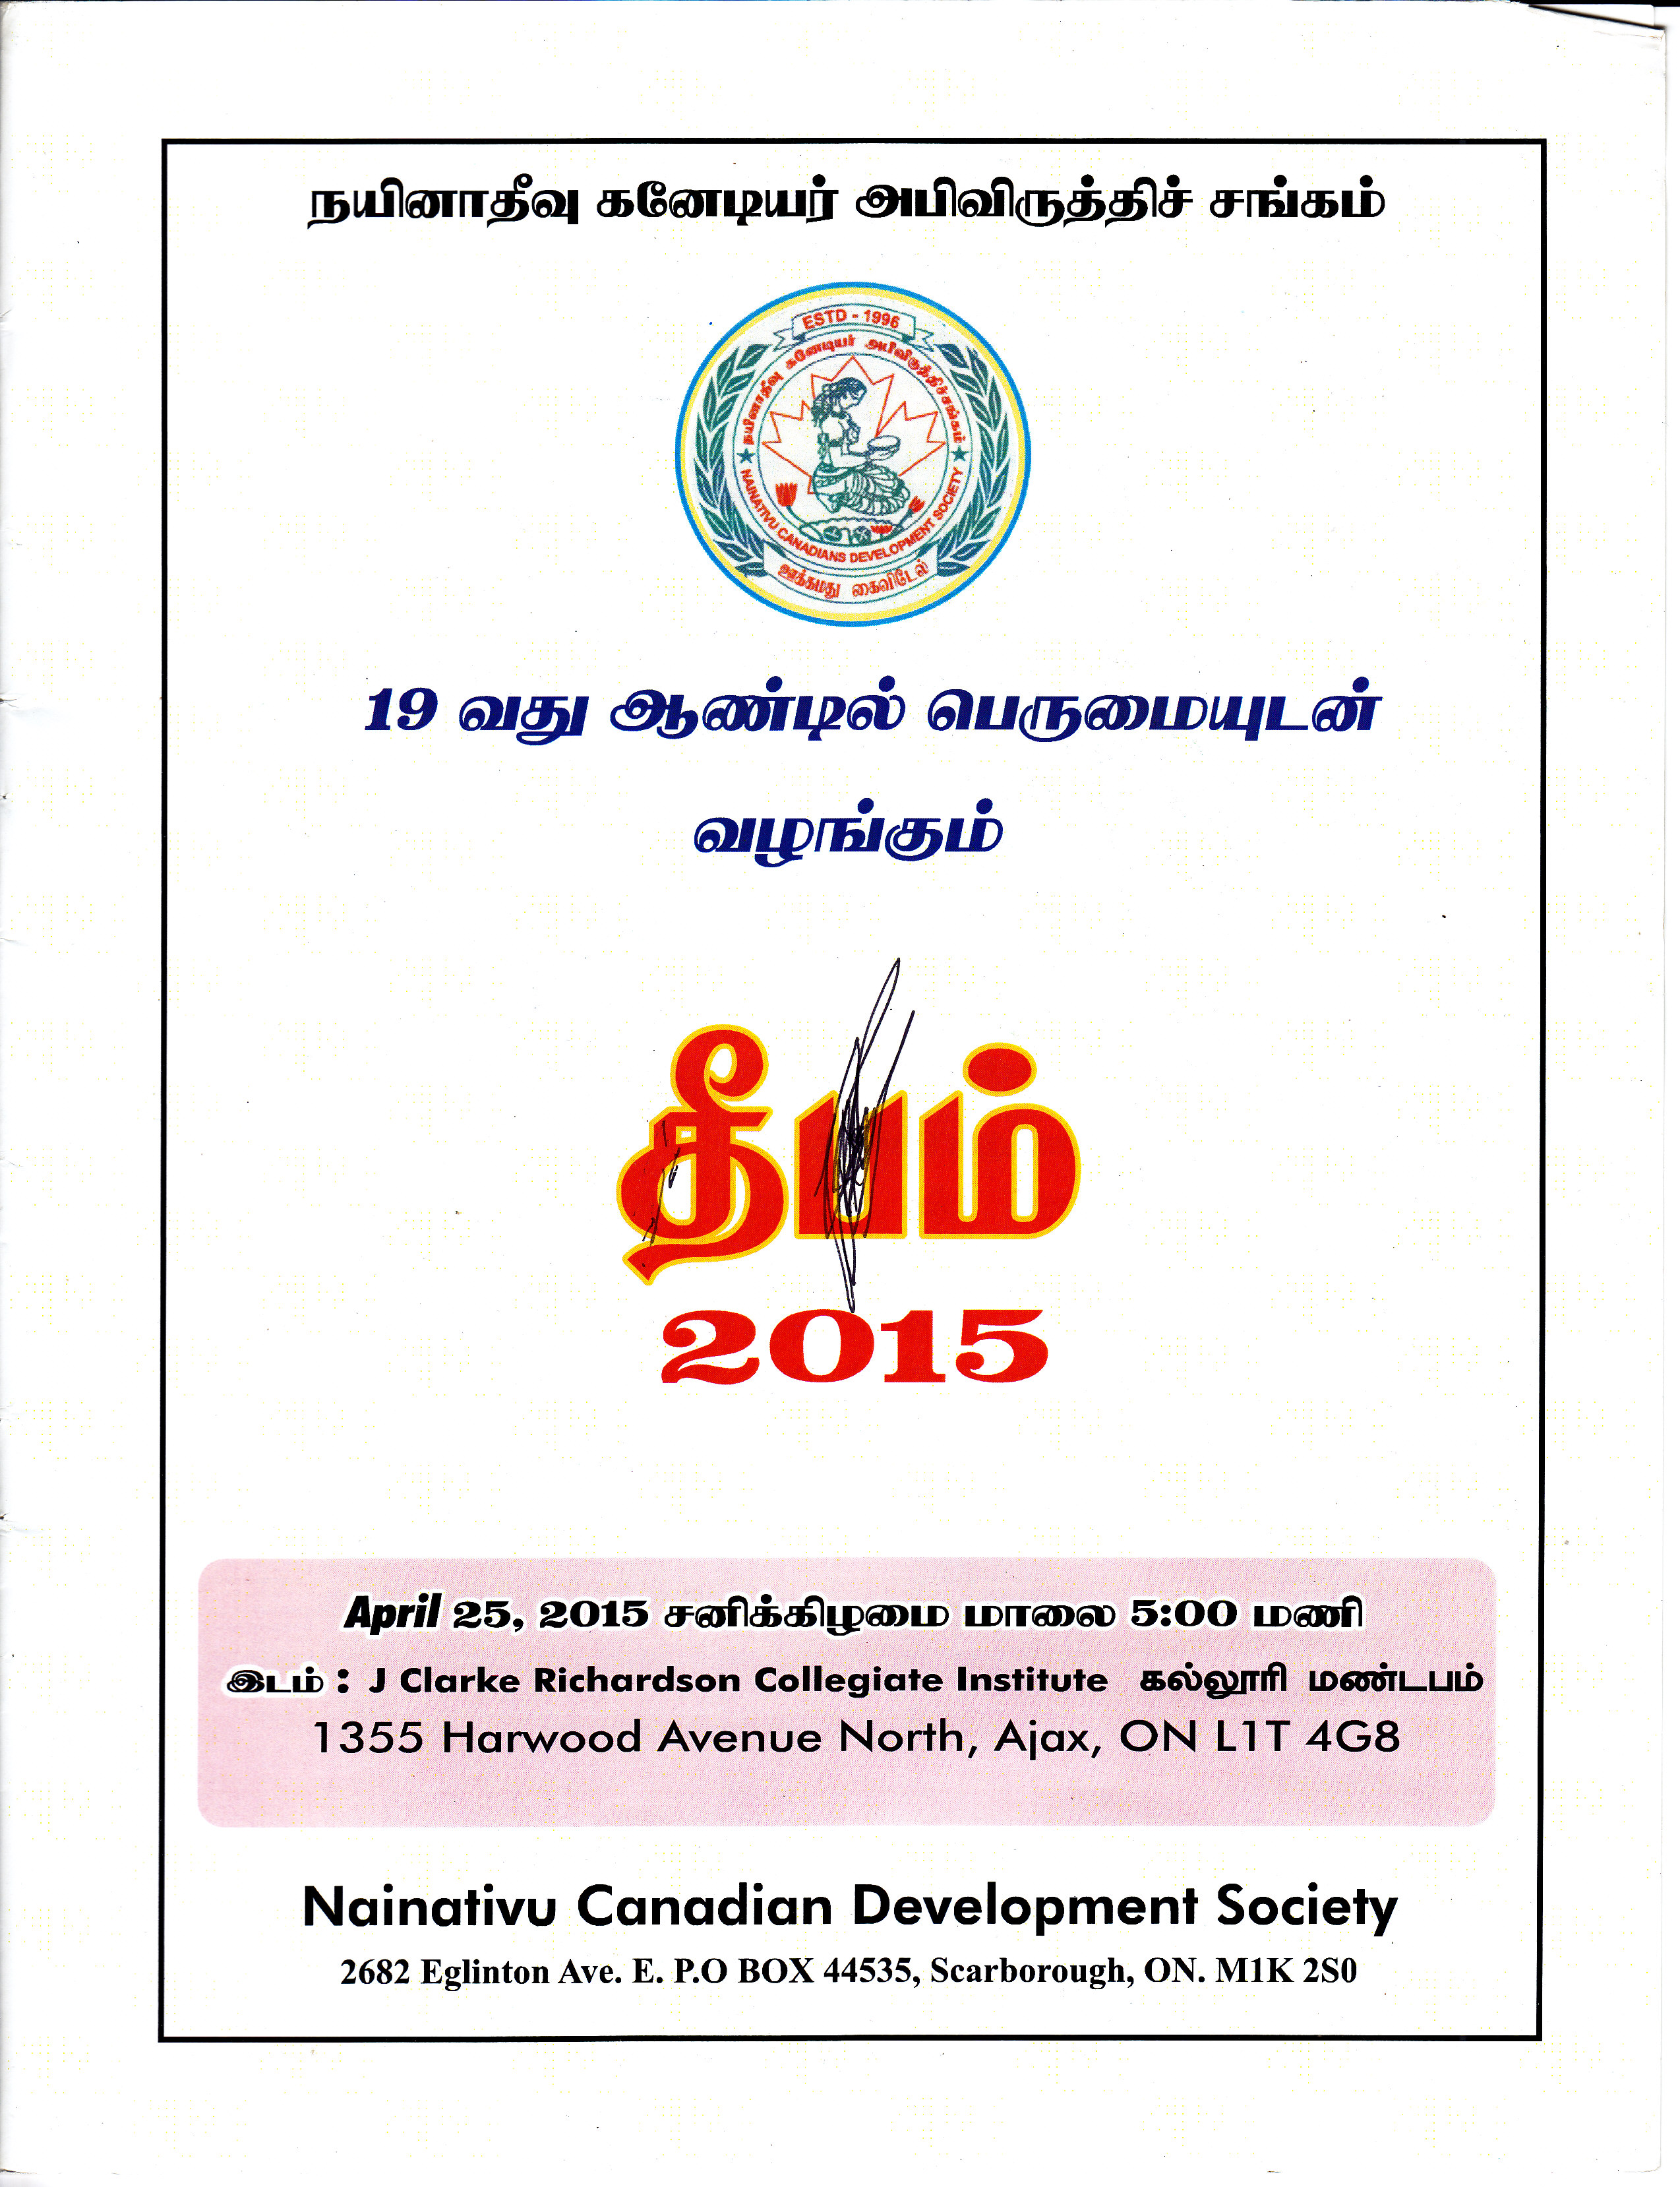 நயினாதீவு கனேடியர் அபிவிருத்திச் சங்கம்
ESTD - 1996
நயினாதீவு கனேடியர் அபிவிருத்திச்சங்கம்
NAINATIVU CANADIANS DEVELOPMENT SOCIETY
ஊக்கமது கைவிடேல்
19 வது ஆண்டில் பெருமையுடன்
வழங்கும்
தீபம்
2015
April 25, 2015 சனிக்கிழமை மாலை 5:00 மணி
இடம் : J Clarke Richardson Collegiate Institute கல்லூரி மண்டபம்
1355 Harwood Avenue North, Ajax, ON L1T 4G8
Nainativu Canadian Development Society
2682 Eglinton Ave. E. P.O BOX 44535, Scarborough, ON. M1K 2S0